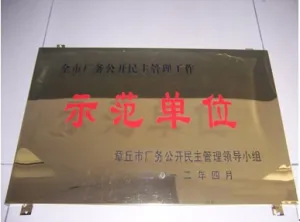 全市厂务公开民主管理工作
示范单位
章丘市厂务公开民主管理领导小组
二年四月